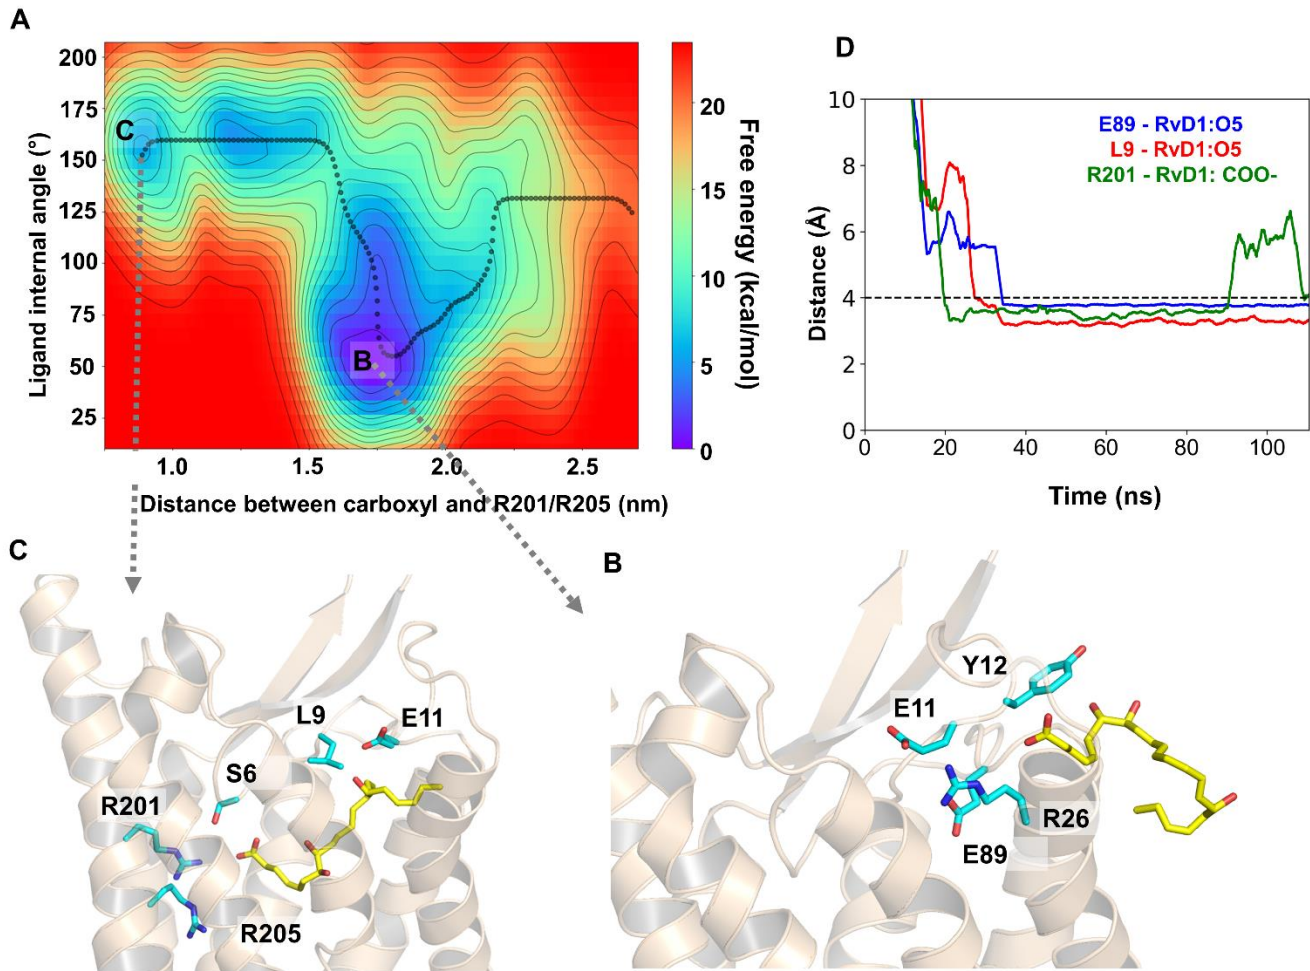 A
200
175
150
125
100
75
50
25
Ligand internal angle (°)
C
B
1.0
1.5
2.0
2.5
Distance between carboxyl and R201/R205 (nm)
20
15
10
5
0
Free energy (kcal/mol)
D
10
8
6
4
2
0
Distance (Å)
E89 - RvD1:O5
L9 - RvD1:O5
R201 - RvD1: COO-
0
20
40
60
80
100
Time (ns)
C
L9
E11
S6
R201
R205
B
Y12
E11
R26
E89